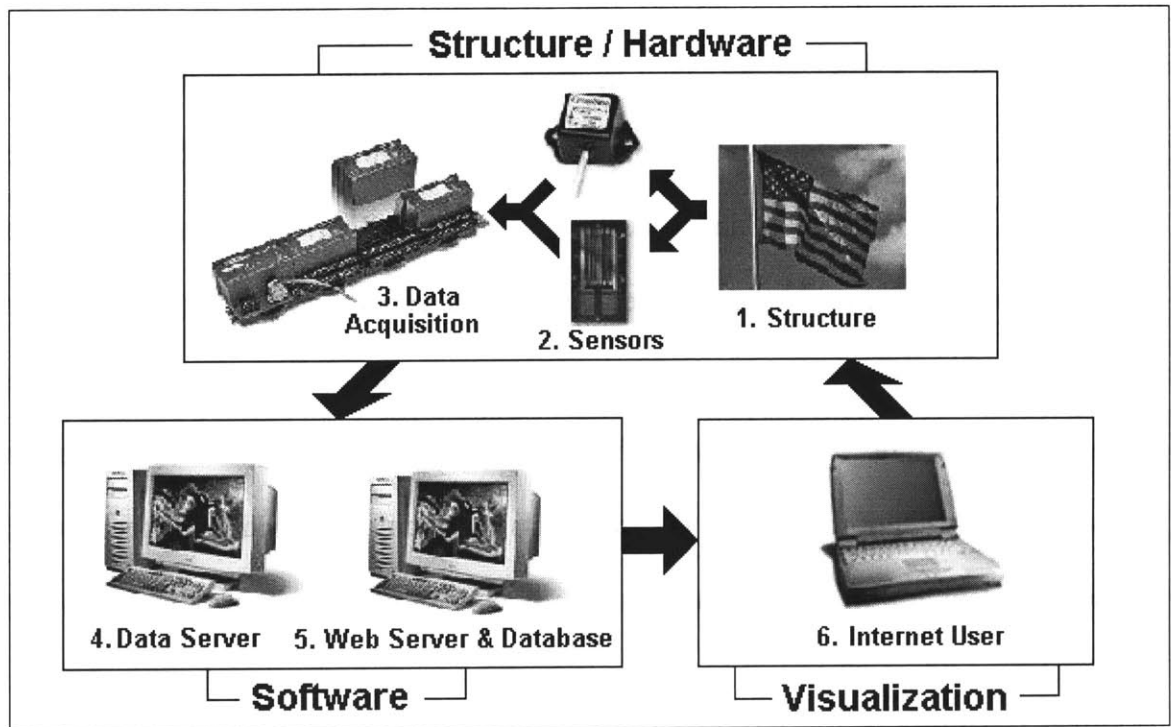 Structure / Hardware
3. Data
Acquisition
2. Sensors
1. Structure
4. Data Server
5. Web Server & Database
6. Internet User
Software
Visualization